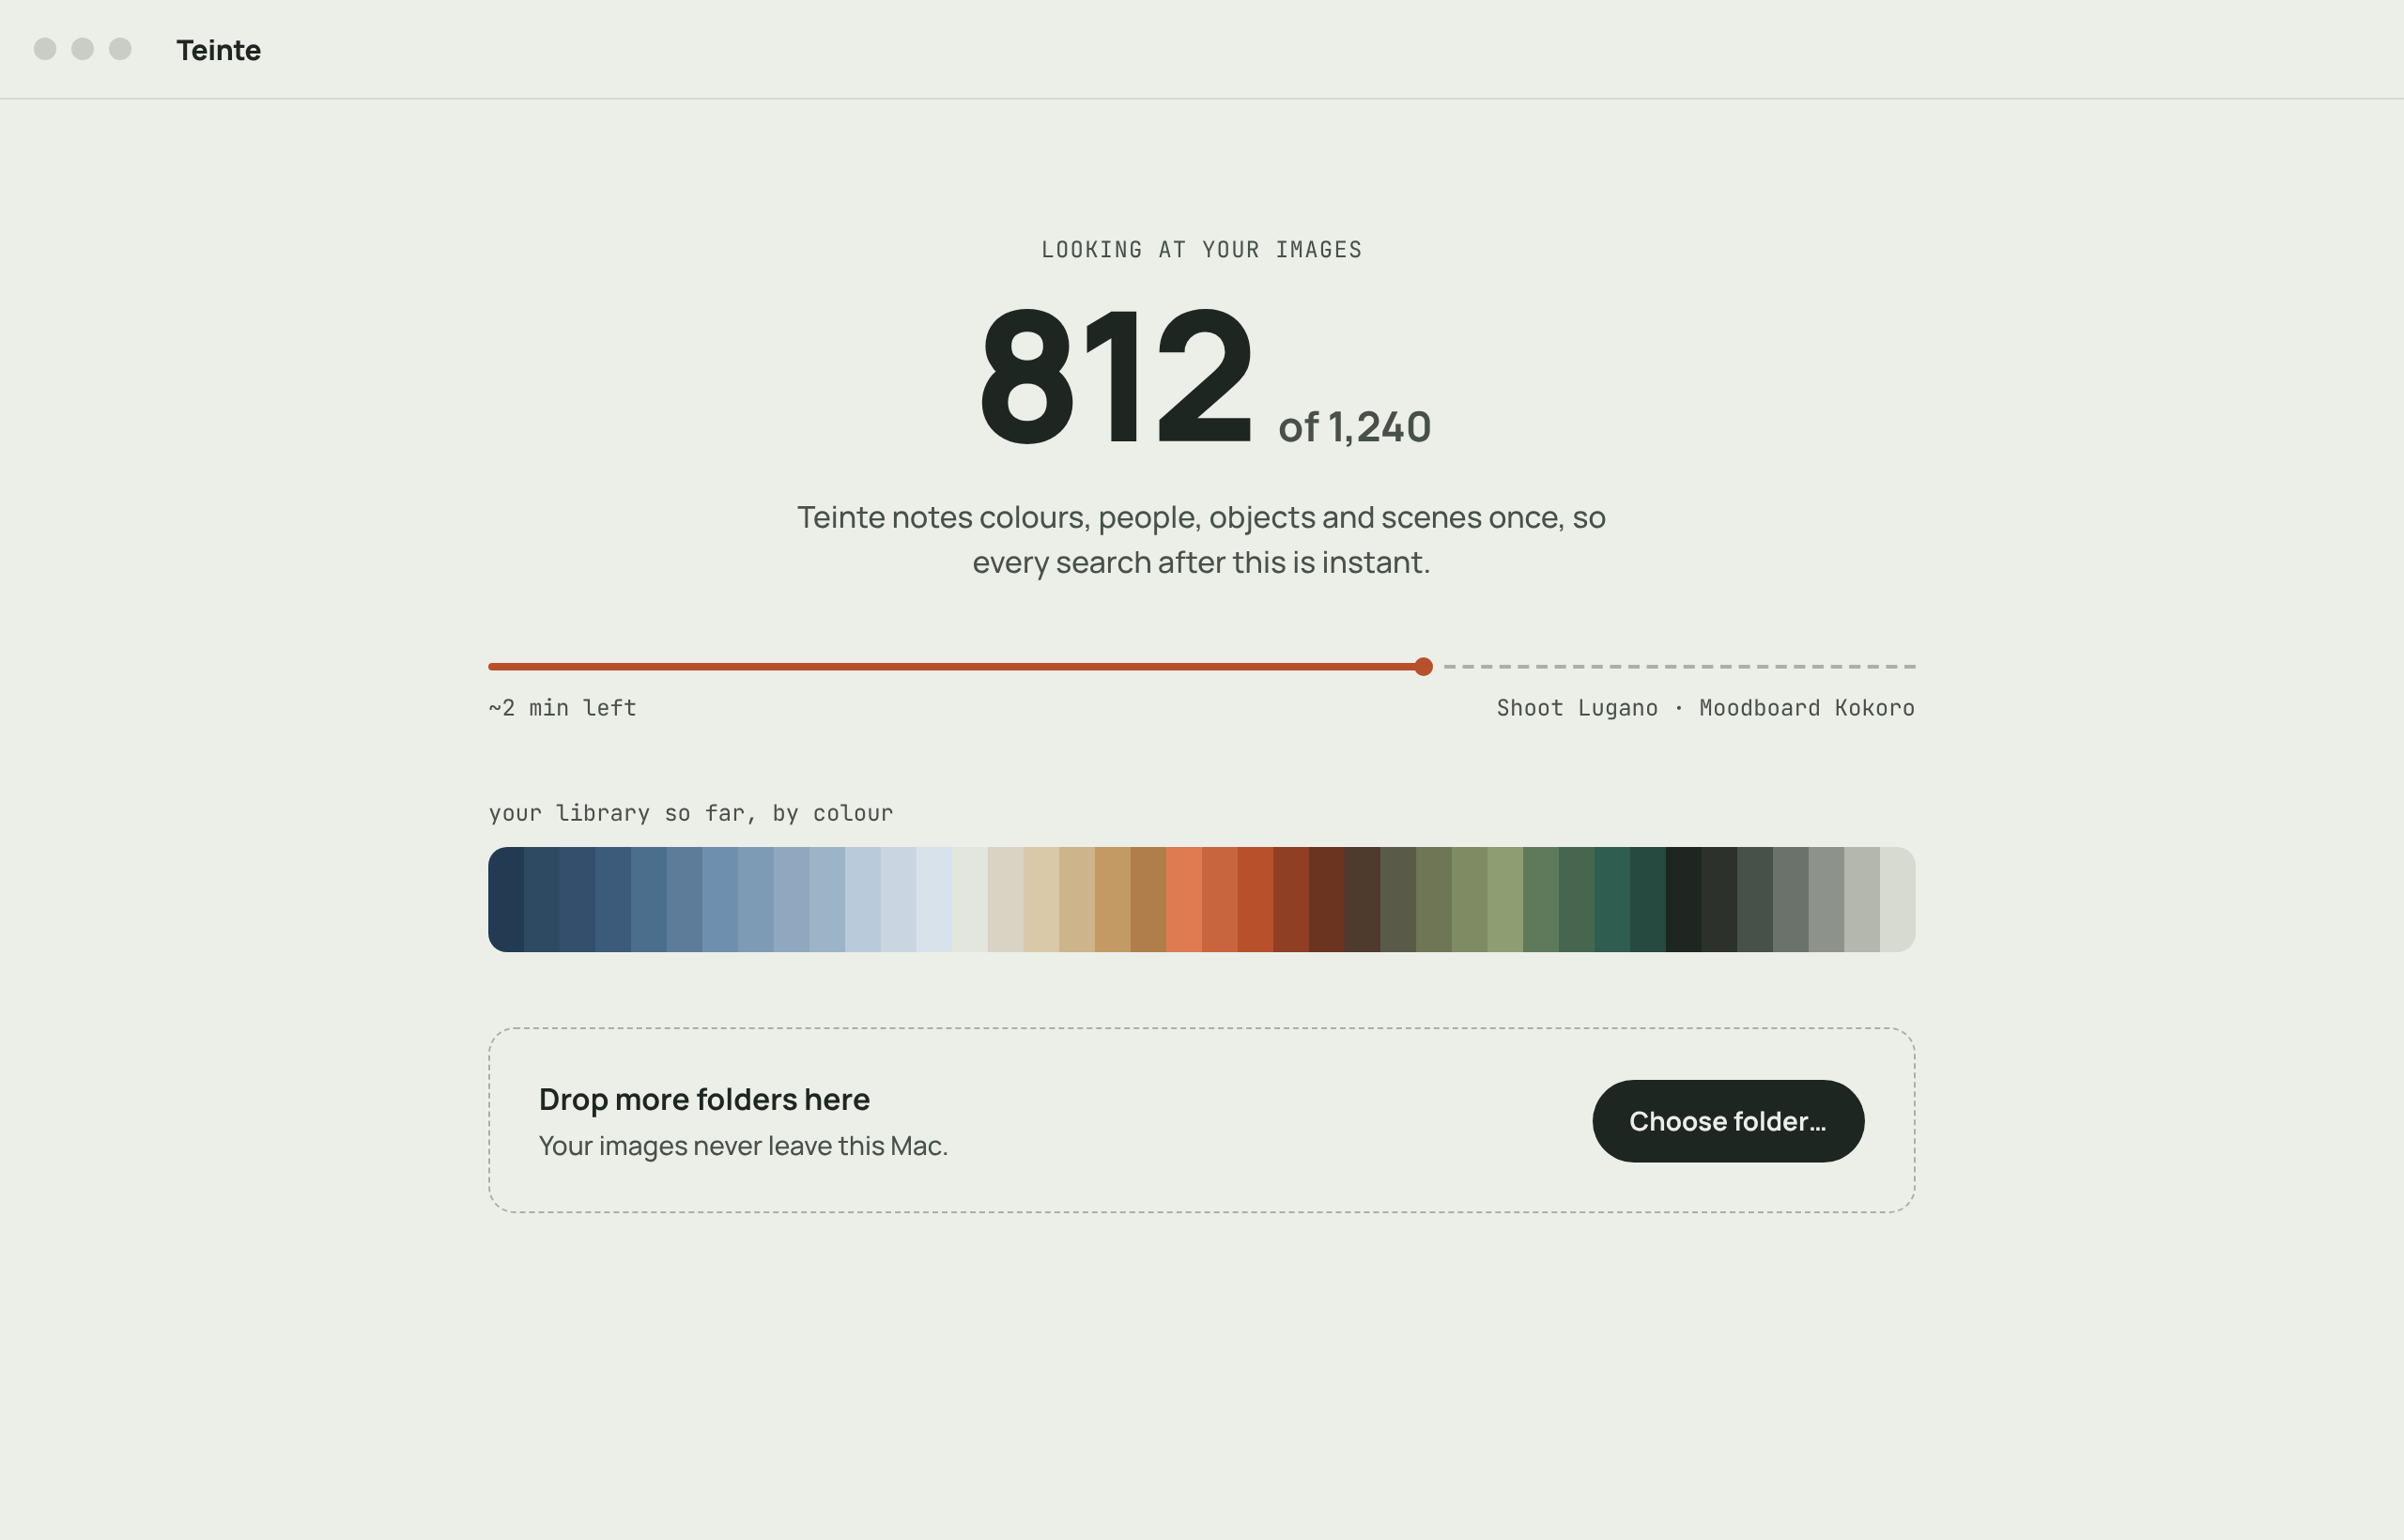 Teinte
LOOKING AT YOUR IMAGES
812 of 1,240
Teinte notes colours, people, objects and scenes once, so
every search after this is instant.
~2 min left
Shoot Lugano · Moodboard Kokoro
your library so far, by colour
Drop more folders here
Your images never leave this Mac.
Choose folder…